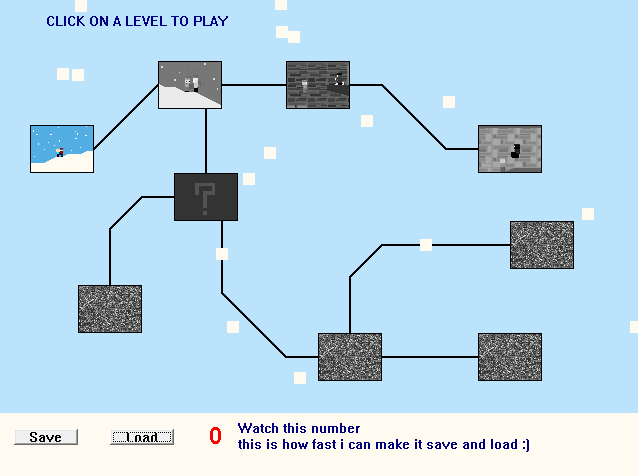 CLICK ON A LEVEL TO PLAY
?
Save
Load
0
Watch this number
this is how fast i can make it save and load :)